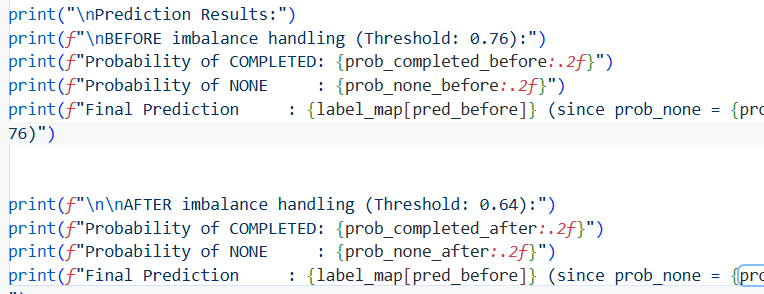 print("\nPrediction Results:")
print(f"\nBEFORE imbalance handling (Threshold: 0.76):")
print(f"Probability of COMPLETED: {prob_completed_before:.2f}")
print(f"Probability of NONE     : {prob_none_before:.2f}")
print(f"Final Prediction     : {label_map[pred_before]} (since prob_none = {pro
76)")
print(f"\n\nAFTER imbalance handling (Threshold: 0.64):")
print(f"Probability of COMPLETED: {prob_completed_after:.2f}")
print(f"Probability of NONE     : {prob_none_after:.2f}")
print(f"Final Prediction     : {label_map[pred_before]} (since prob_none = {pro